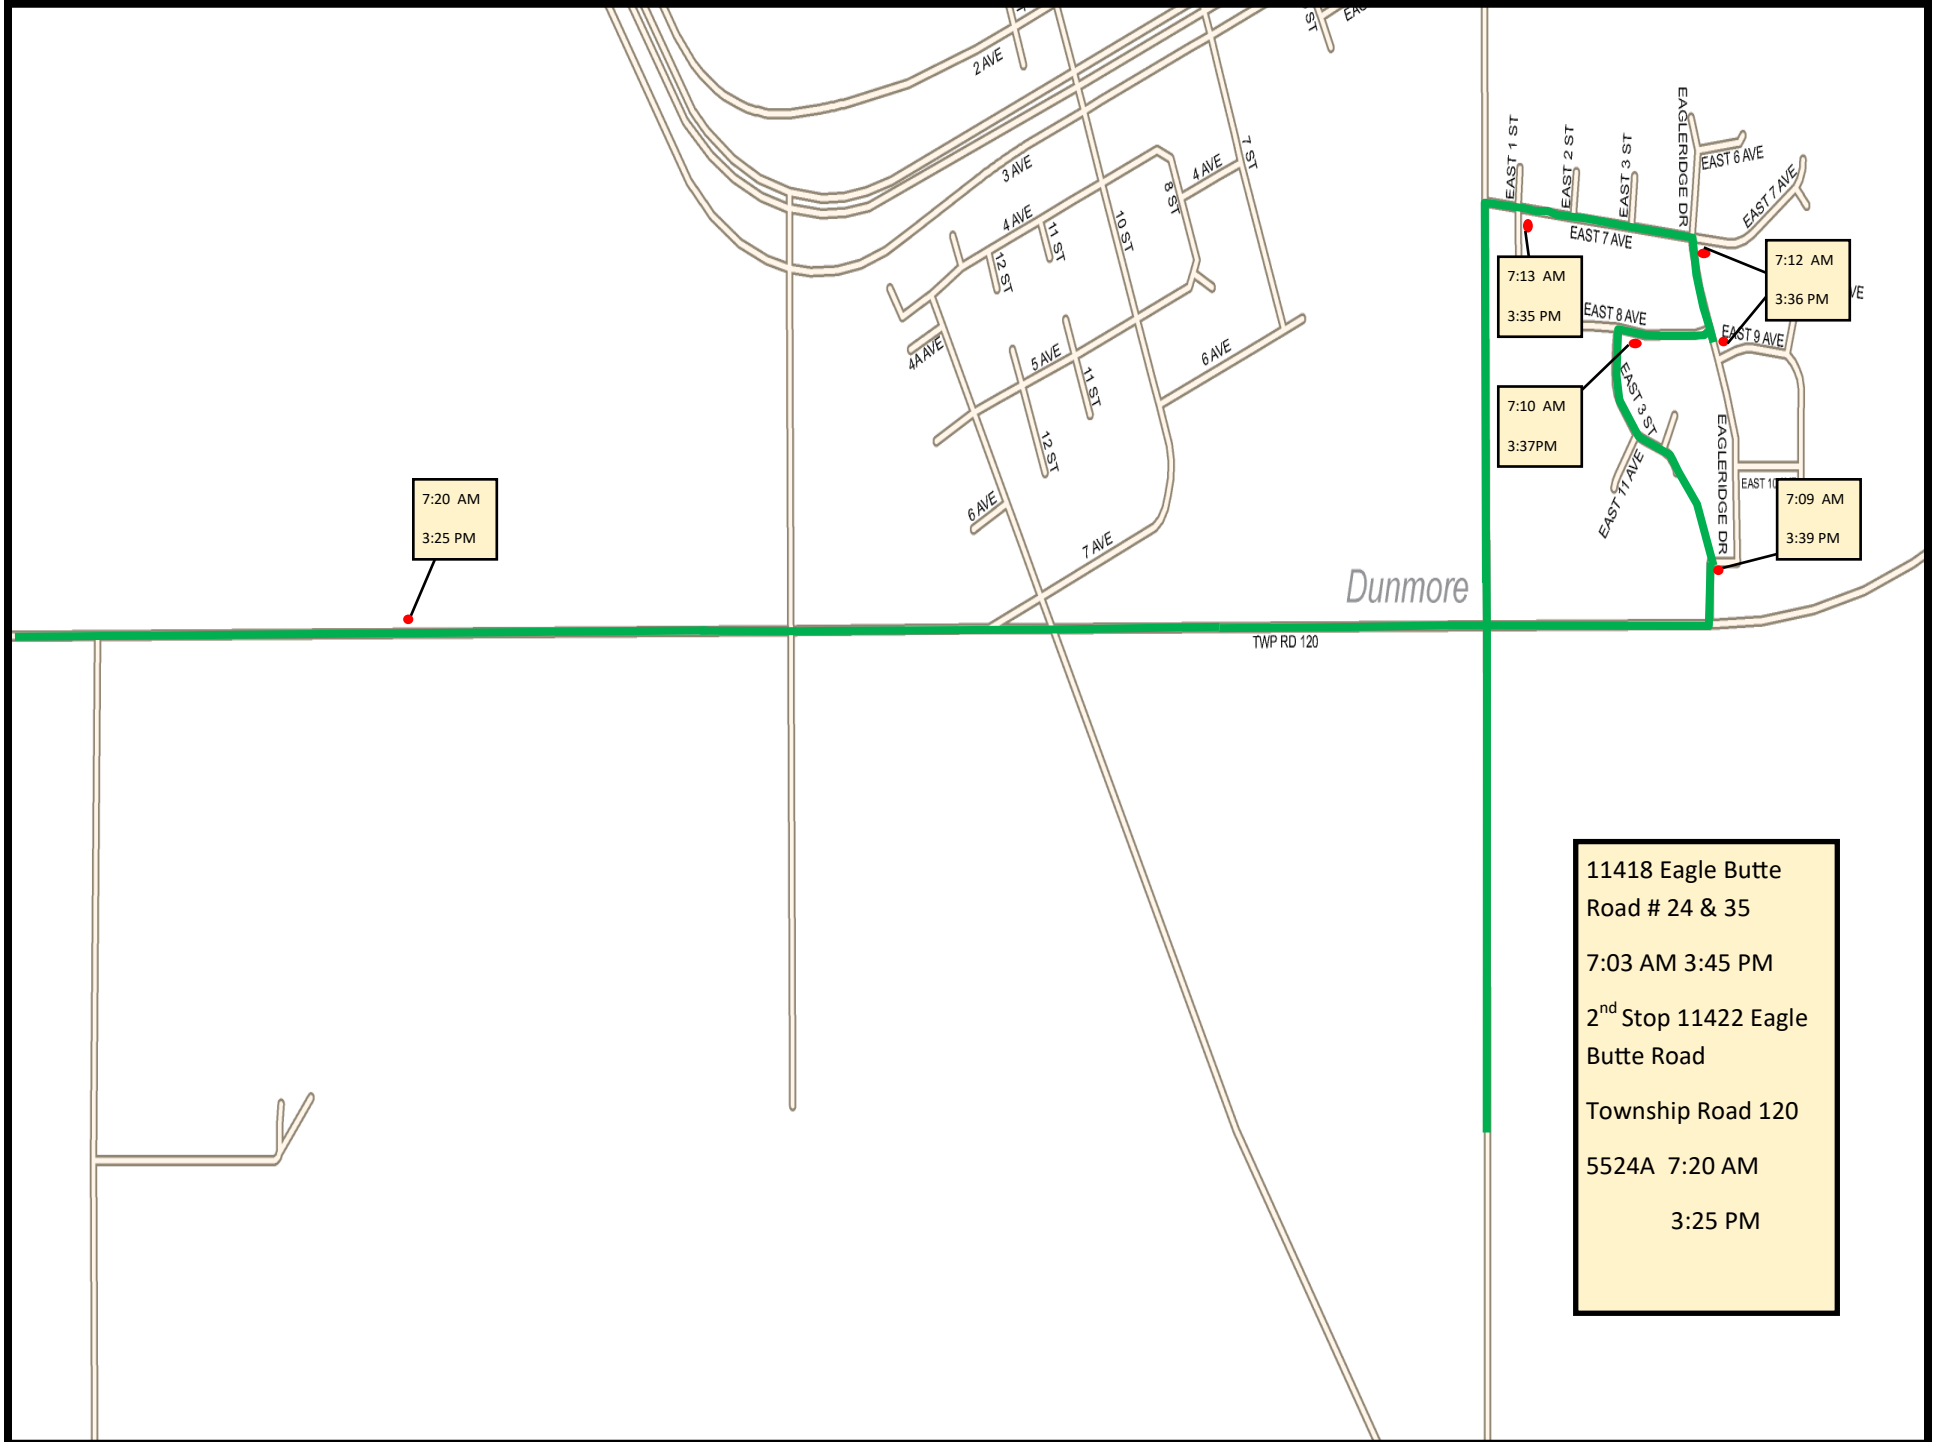 2 AVE
ST
EAGLERIDGE DR
3 AVE
4 AVE
7 ST
8 ST
4 AVE
10 ST
11 ST
12 ST
4A AVE
5 AVE
11 ST
12 ST
6 AVE
6 AVE
7 AVE
EAST 1 ST
EAST 2 ST
EAST 3 ST
EAST 6 AVE
EAST 7 AVE
EAST 7 AVE
7:13 AM
3:35 PM
7:12 AM
3:36 PM
EAST 8 AVE
EAST 9 AVE
7:10 AM
3:37PM
EAST 3 ST
EAST 11 AVE
EAGLERIDGE DR
EAST 10
7:09 AM
3:39 PM
7:20 AM
3:25 PM
Dunmore
TWP RD 120
11418 Eagle Butte
Road # 24 & 35
7:03 AM 3:45 PM
2nd Stop 11422 Eagle
Butte Road
Township Road 120
5524A 7:20 AM
3:25 PM